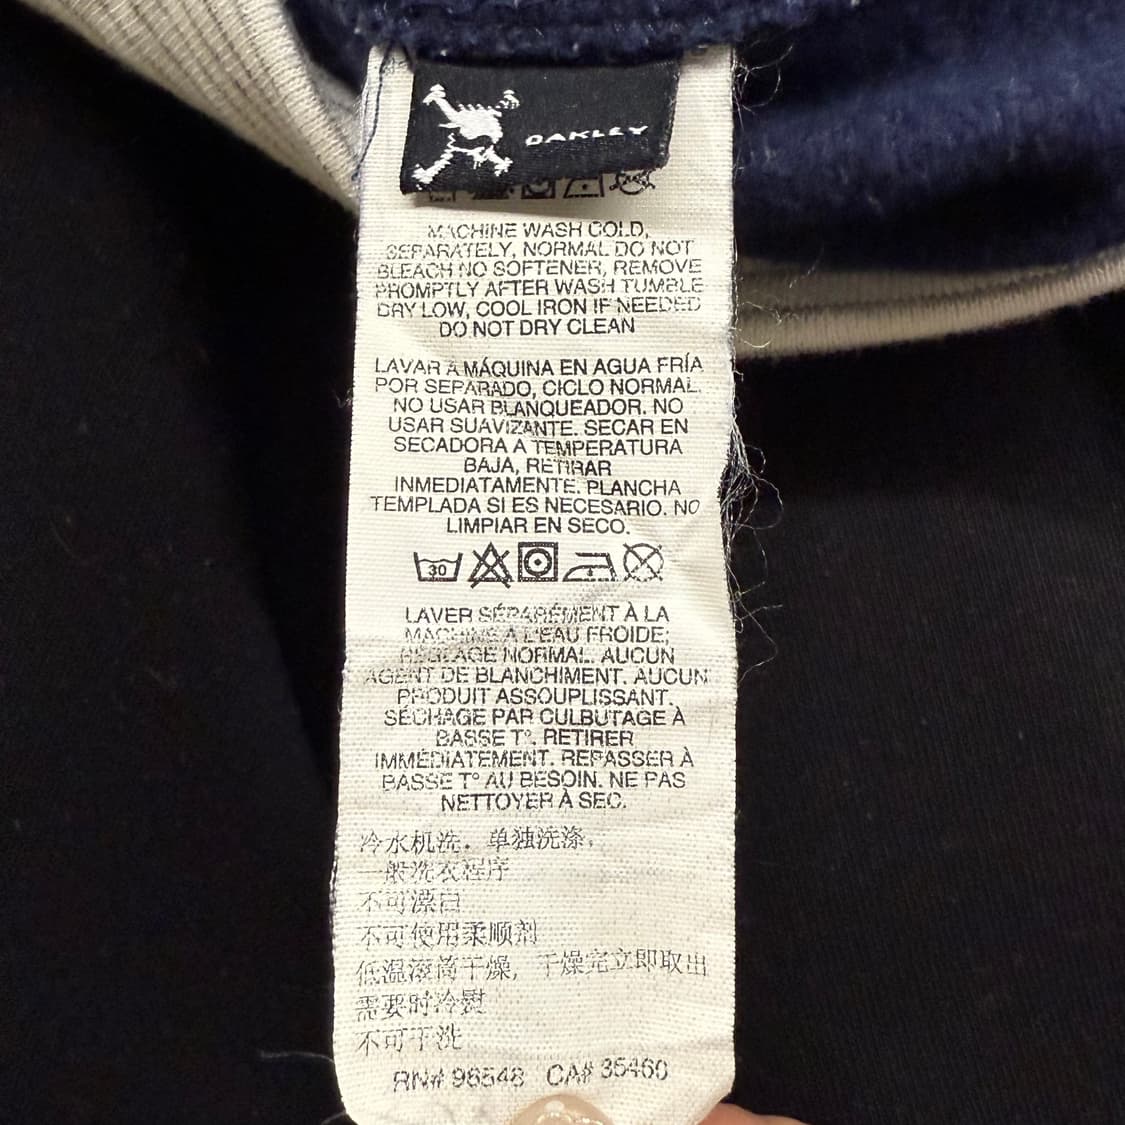 OAKLEY
MACHINE WASH COLD,
SEPARATELY, NORMAL DO NOT
BLEACH NO SOFTENER, REMOVE
PROMPTLY AFTER WASH TUMBLE
DRY LOW, COOL IRON IF NEEDED
DO NOT DRY CLEAN
LAVAR A MÁQUINA EN AGUA FRÍA
POR SEPARADO, CICLO NORMAL.
NO USAR BLANQUEADOR. NO
USAR SUAVIZANTE. SECAR EN
SECADORA A TEMPERATURA
BAJA, RETIRAR
INMEDIATAMENTE. PLANCHA
TEMPLADA SI ES NECESARIO. NO
LIMPIAR EN SECO.
30
LAVER SÉPARÉMENT À LA
MACHINE A L'EAU FROIDE;
RÉGLAGE NORMAL. AUCUN
AGENT DE BLANCHIMENT. AUCUN
PRODUIT ASSOUPLISSANT.
SÉCHAGE PAR CULBUTAGE À
BASSE T°. RETIRER
IMMÉDIATEMENT. REPASSER À
BASSE T° AU BESOIN. NE PAS
NETTOYER À SEC.
冷水机洗. 单独洗涤,
一般洗衣程序
不可漂白
不可使用柔顺剂
低温滚筒干燥, 干燥完立即取出
需要时冷熨
不可干洗
RN# 96548 CA# 35460